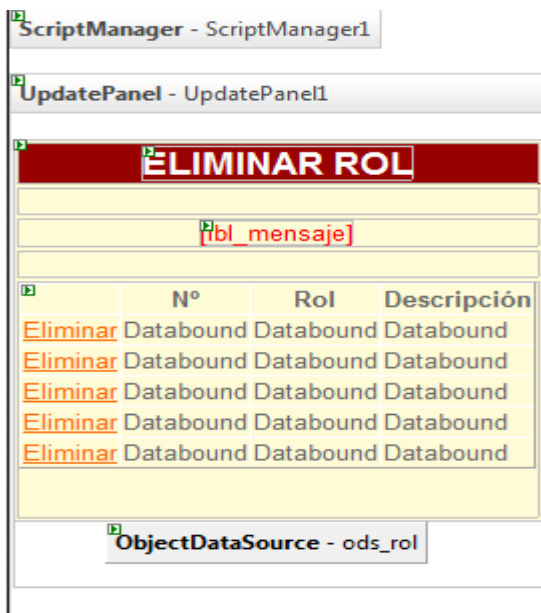 ScriptManager - ScriptManager1
UpdatePanel - UpdatePanel1
ELIMINAR ROL
[lbl_mensaje]
Nº Rol Descripción
Eliminar Databound Databound Databound
Eliminar Databound Databound Databound
Eliminar Databound Databound Databound
Eliminar Databound Databound Databound
Eliminar Databound Databound Databound
ObjectDataSource - ods_rol